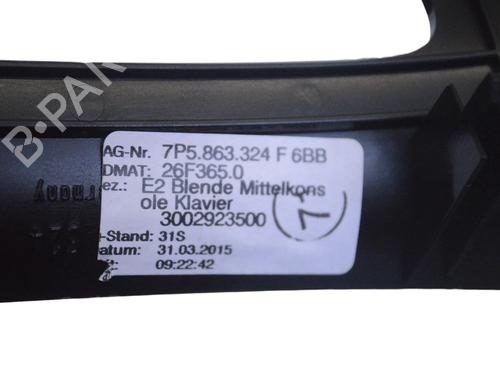 B-PARTS
AG-Nr. 7P5.863.324 F 6BB
DMAT: 26F365.0
ez.: E2 Blende Mittelkons
ole Klavier
3002923500
-Stand: 31S
atum: 31.03.2015
09:22:42